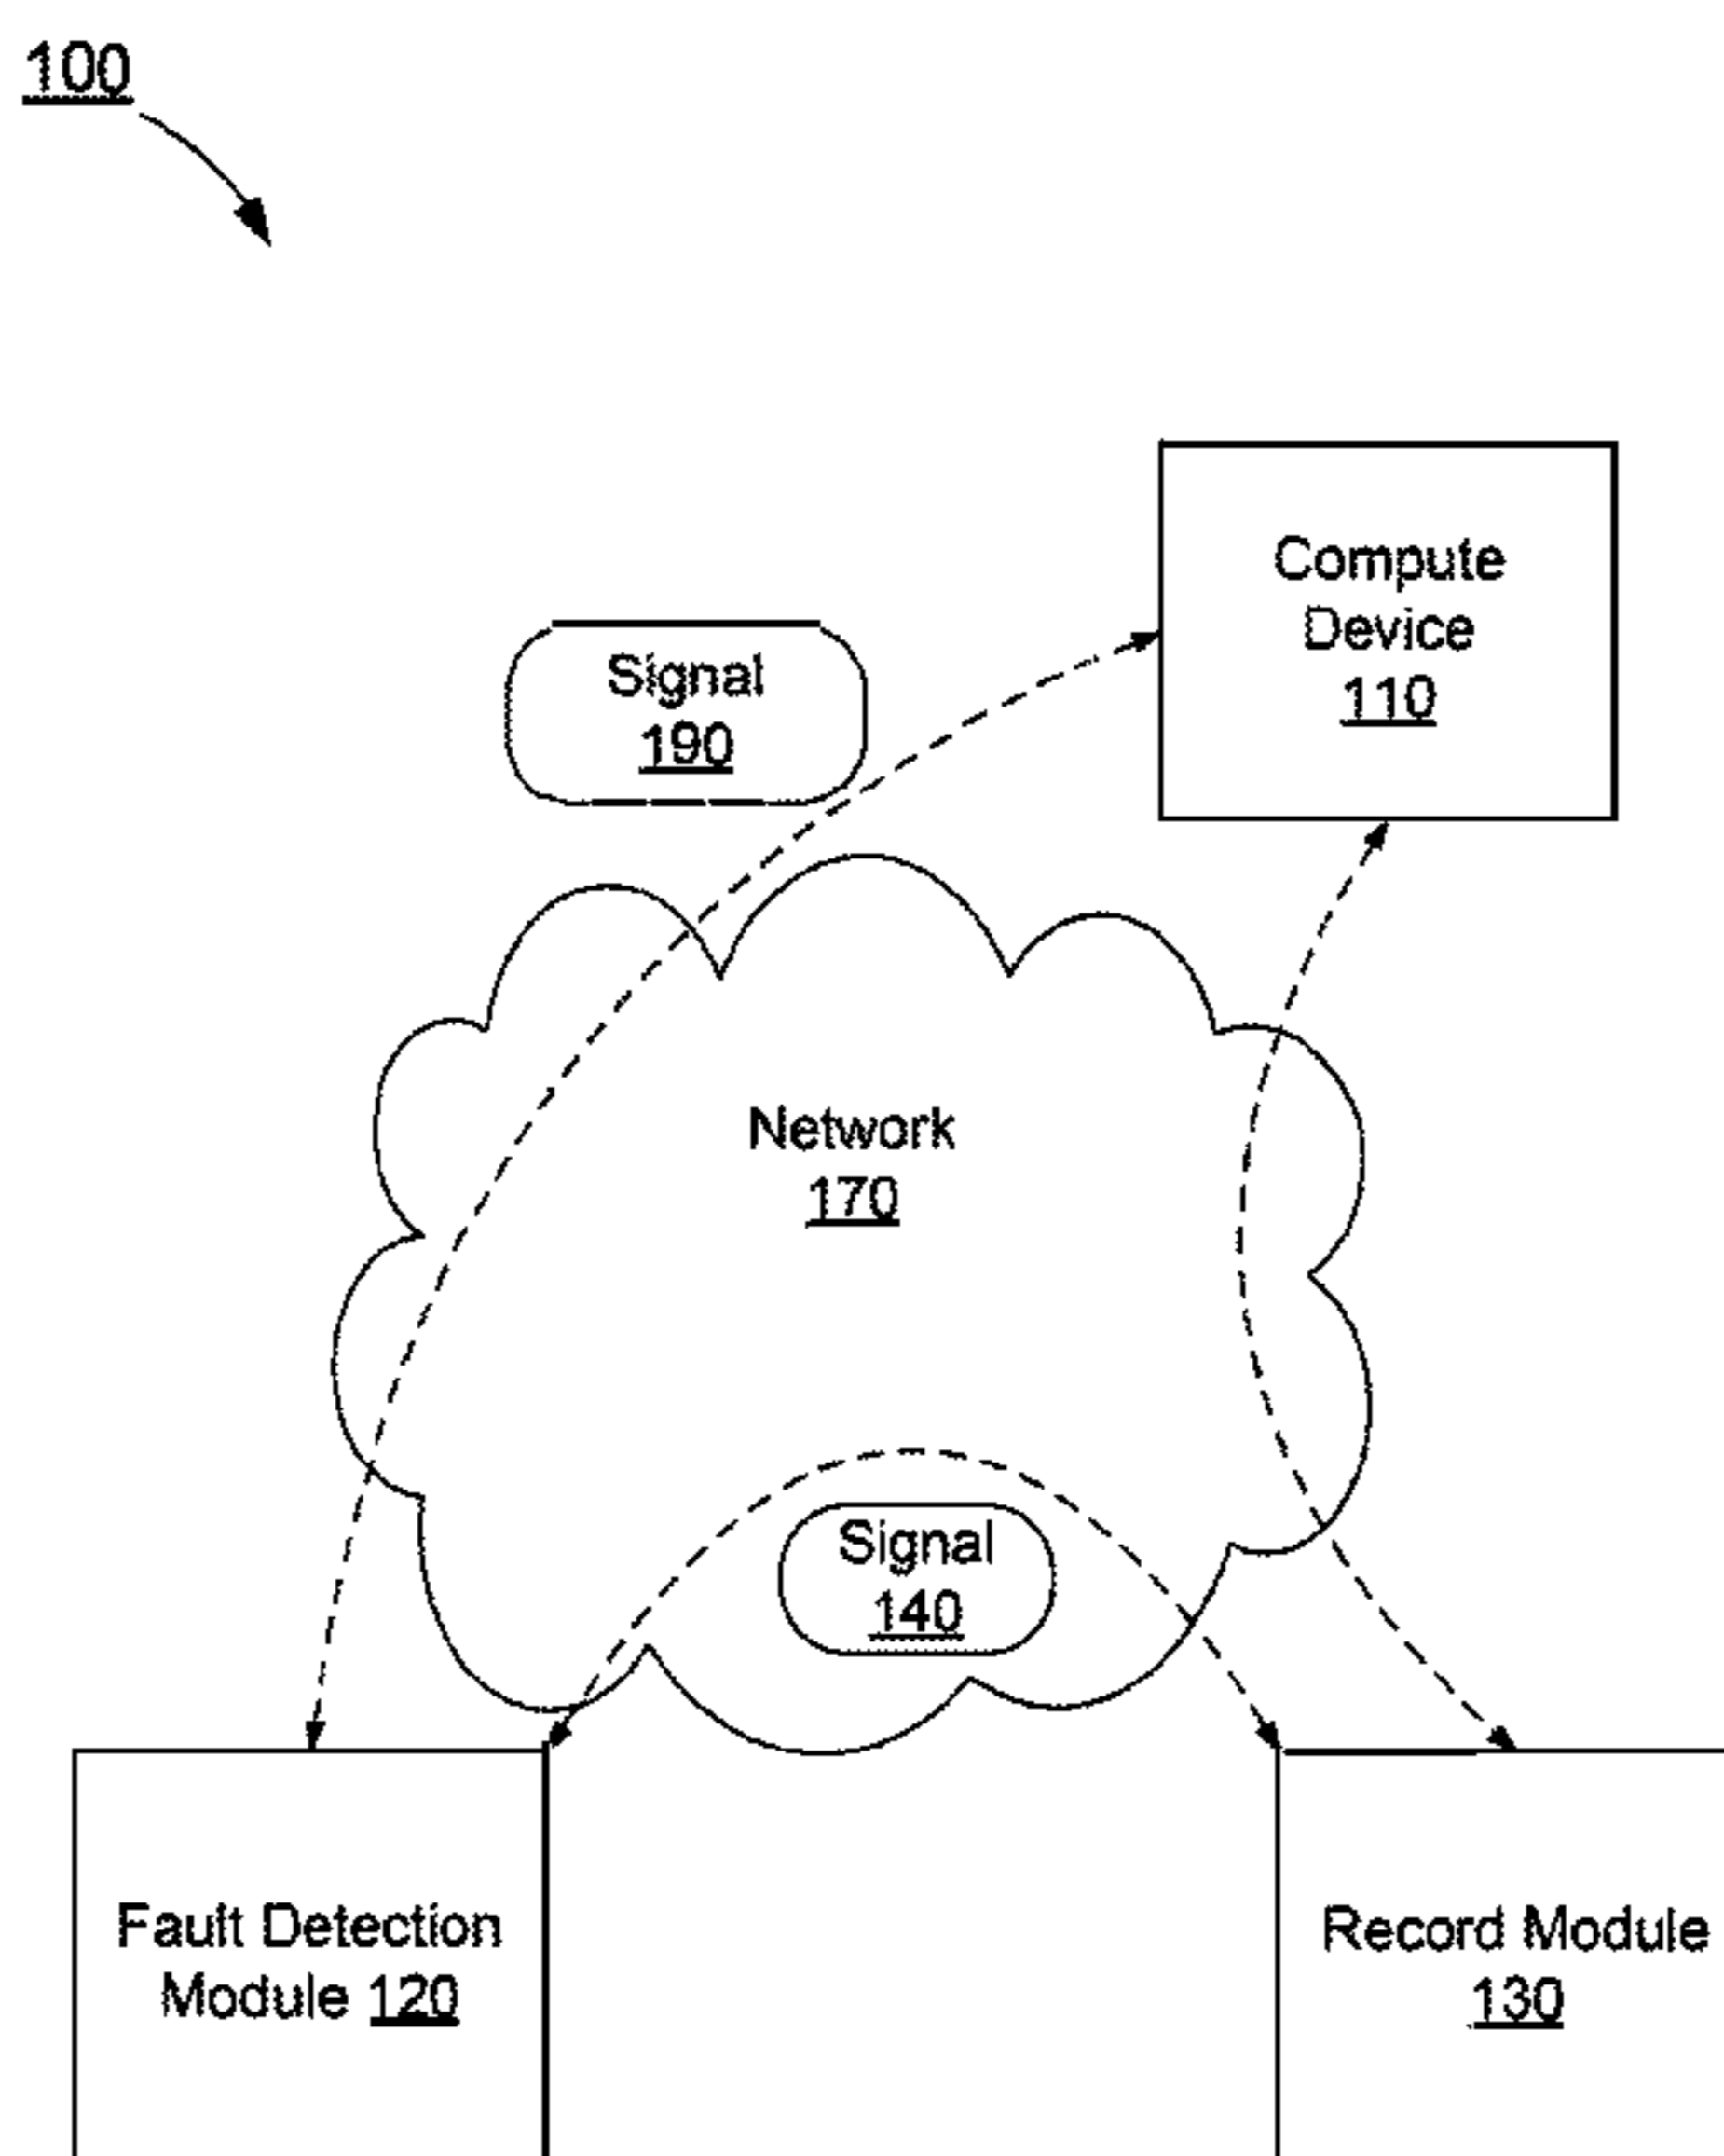 100
Compute
Device
110
Signal
190
Network
170
Signal
140
Fault Detection
Module 120
Record Module
130